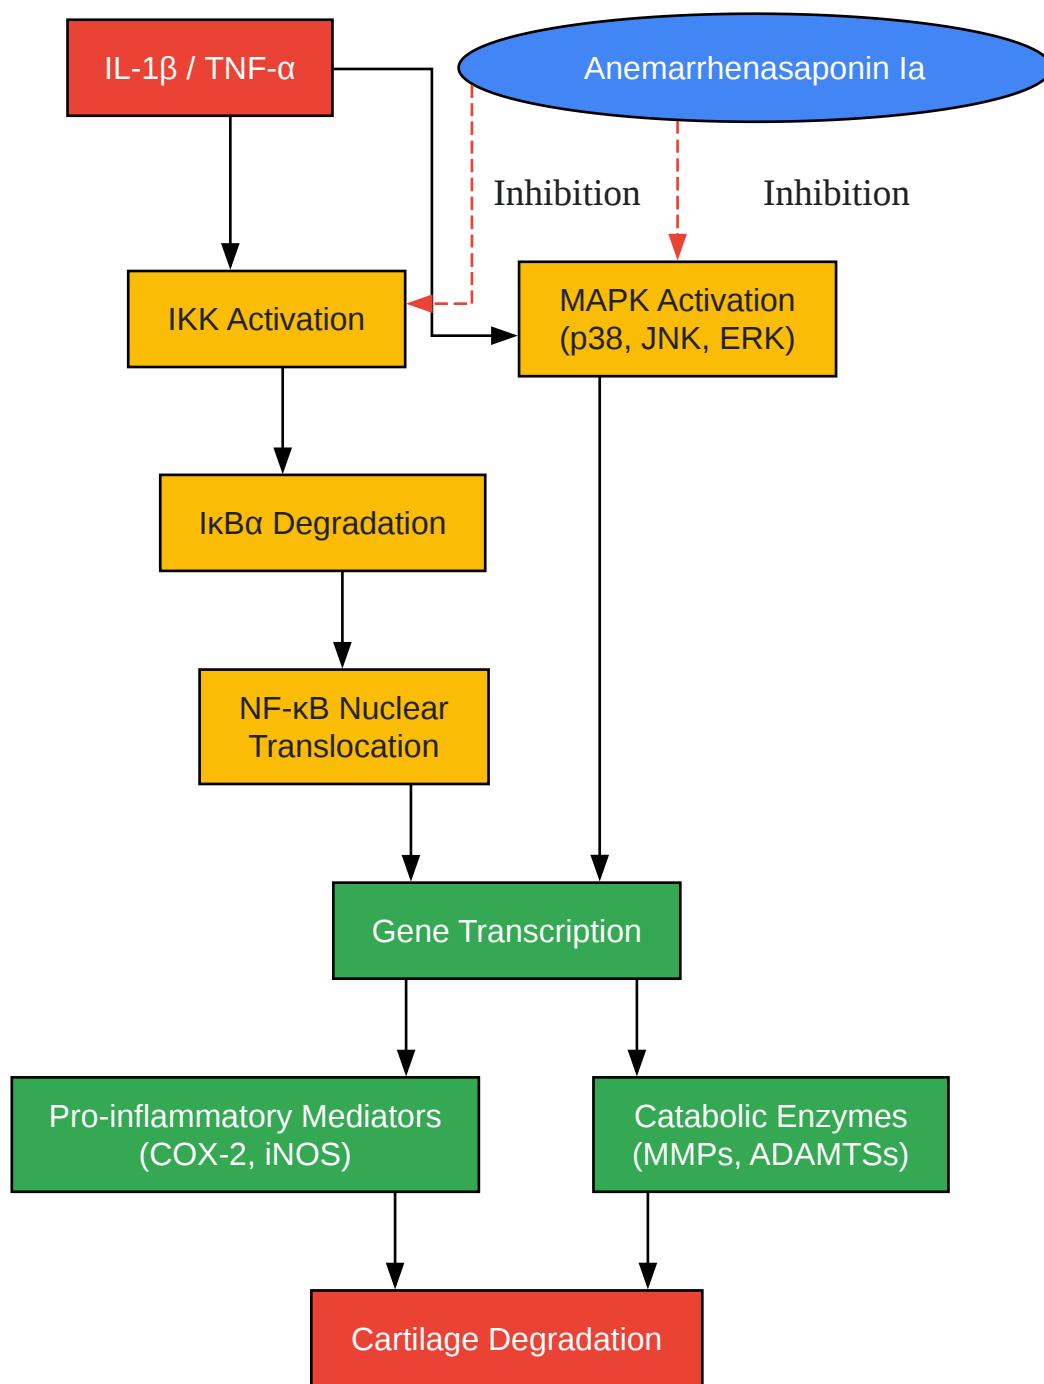 IL-1β / TNF-α
Anemarrhenasaponin Ia
Inhibition
Inhibition
IKK Activation
MAPK Activation
(p38, JNK, ERK)
IκBα Degradation
NF-κB Nuclear
Translocation
Gene Transcription
Pro-inflammatory Mediators
(COX-2, iNOS)
Catabolic Enzymes
(MMPs, ADAMTSs)
Cartilage Degradation